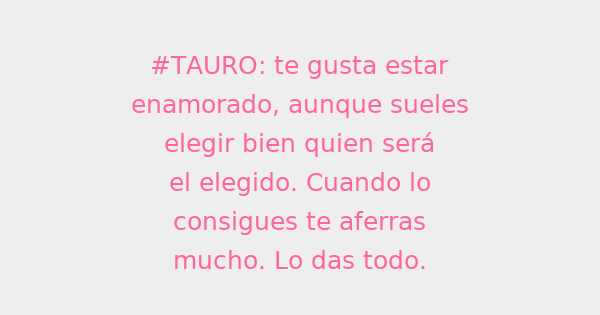 #TAURO: te gusta estar
enamorado, aunque sueles
elegir bien quien será
el elegido. Cuando lo
consigues te aferras
mucho. Lo das todo.